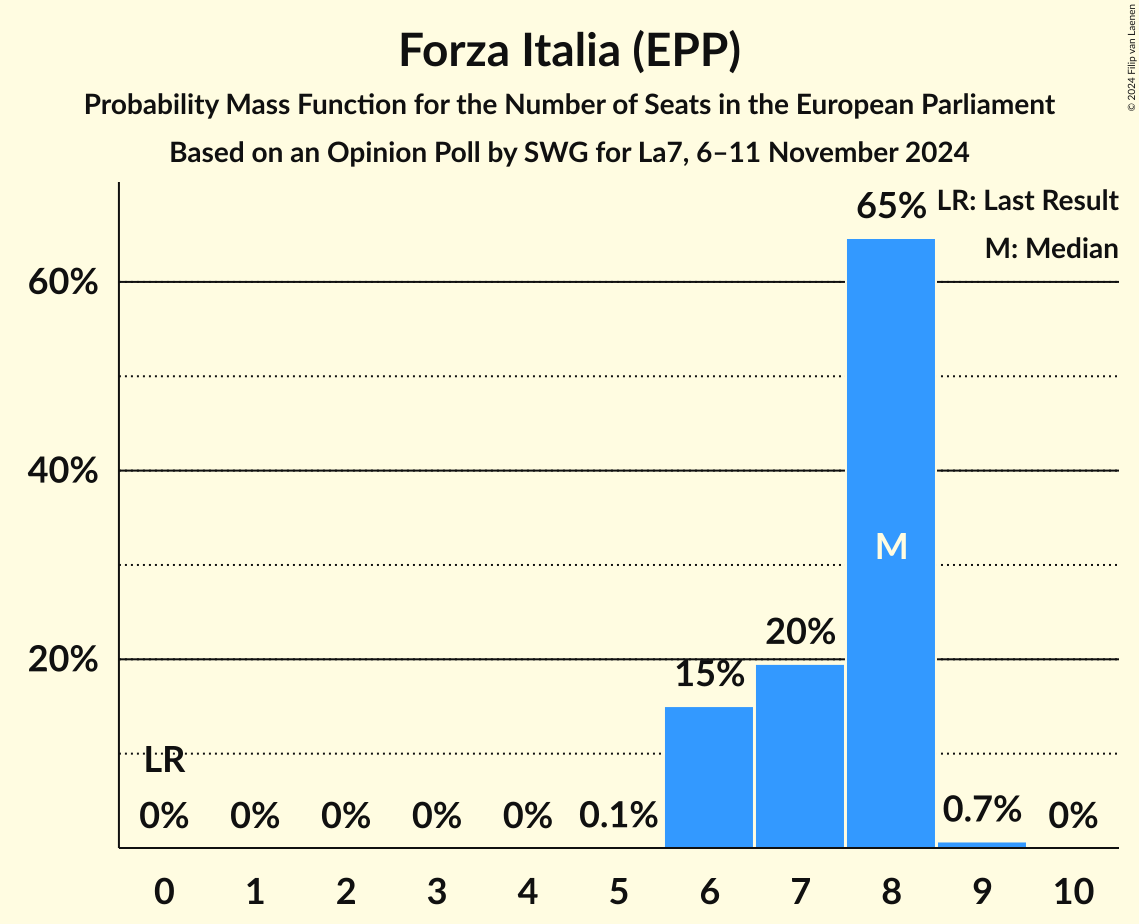 Forza Italia (EPP)
Probability Mass Function for the Number of Seats in the European Parliament
Based on an Opinion Poll by SWG for La7, 6–11 November 2024
© 2024 Filip van Laenen
LR: Last Result
M: Median
60%
40%
20%
LR
0%
0%
0%
0%
0%
0.1%
15%
20%
65%
M
0.7%
0%
0 1 2 3 4 5 6 7 8 9 10